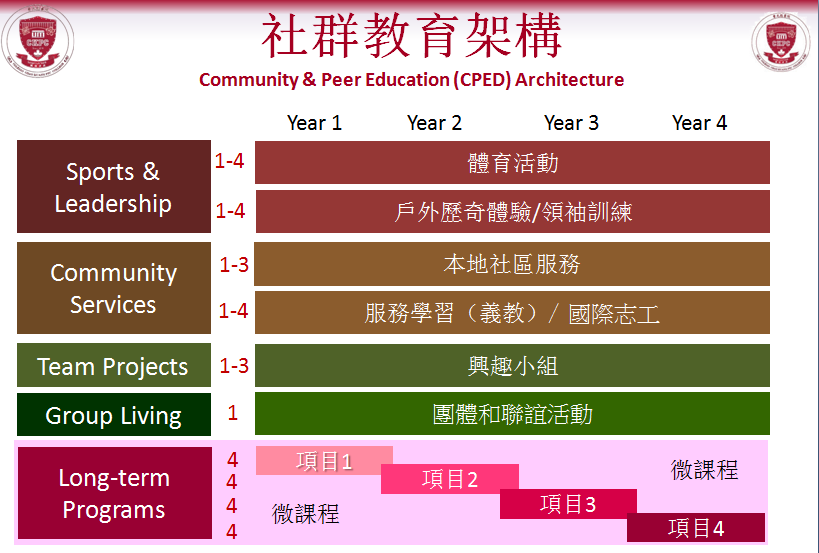 社群教育架構
Community & Peer Education (CPED) Architecture
Year 1 Year 2 Year 3 Year 4
Sports & Leadership
1-4 體育活動
1-4 戶外歷奇體驗/領袖訓練
Community Services
1-3 本地社區服務
1-4 服務學習（義教）/ 國際志工
Team Projects 1-3 興趣小組
Group Living 1 團體和聯誼活動
Long-term Programs
4 項目1
4 項目2
4 項目3
4 項目4
微課程
微課程
CKPC
CKPC